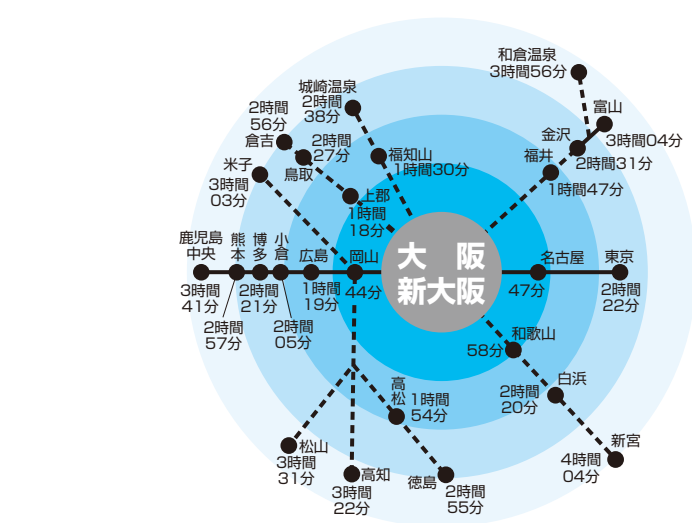 和倉温泉
3時間56分
富山
3時間04分
金沢
2時間31分
福井
1時間47分
城崎温泉
2時間
38分
福知山
1時間30分
2時間
56分
倉吉
2時間
27分
鳥取
上郡
1時間
18分
米子
3時間
03分
大 阪
新大阪
鹿児島
中央
3時間
41分
熊本
2時間
57分
博多
2時間
21分
小倉
2時間
05分
広島
1時間
19分
岡山
44分
名古屋
47分
東京
2時間
22分
和歌山
58分
白浜
2時間
20分
新宮
4時間
04分
高松
1時間
54分
徳島
2時間
55分
高知
3時間
22分
松山
3時間
31分